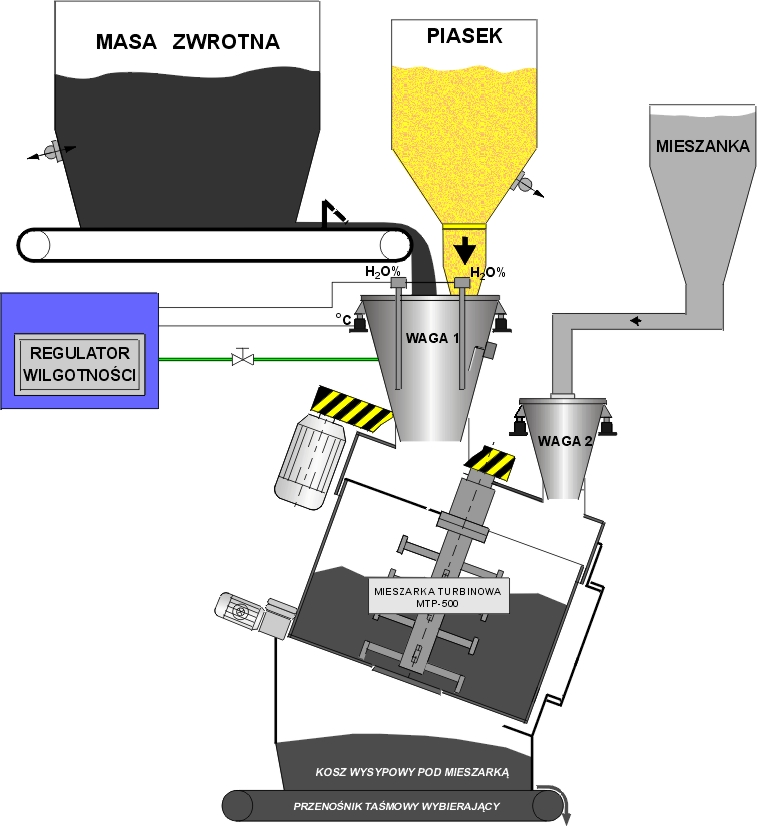 MASA ZWROTNA
PIASEK
MIESZANKA
H₂O%
H₂O%
°C
WAGA 1
REGULATOR
WILGOTNOŚCI
WAGA 2
MIESZARKA TURBINOWA
MTP-500
KOSZ WYSYPOWY POD MIESZARKĄ
PRZENOŚNIK TAŚMOWY WYBIERAJĄCY